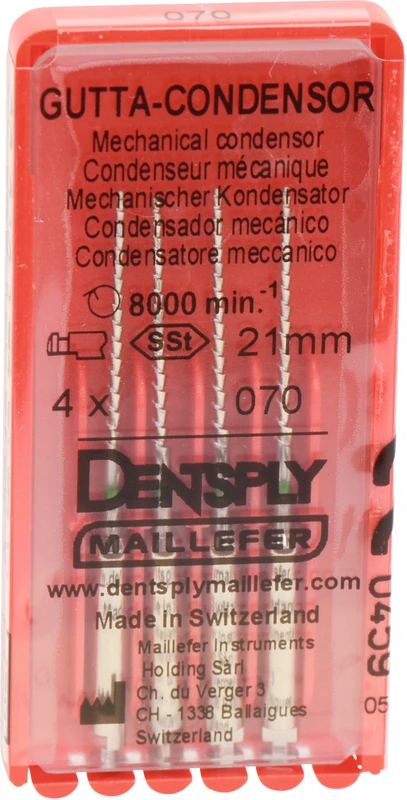 070
GUTTA-CONDENSOR
Mechanical condensor
Condenseur mécanique
Mechanischer Kondensator
Condensador mecánico
Condensatore meccanico
8000 min.-1
SSt 21mm
4 x 070
DENTSPLY
MAILLEFER
www.dentsplymaillefer.com
Made in Switzerland
Maillefer Instruments
Holding Sàrl
Ch. du Verger 3
CH - 1338 Ballaigues
Switzerland
0459
05